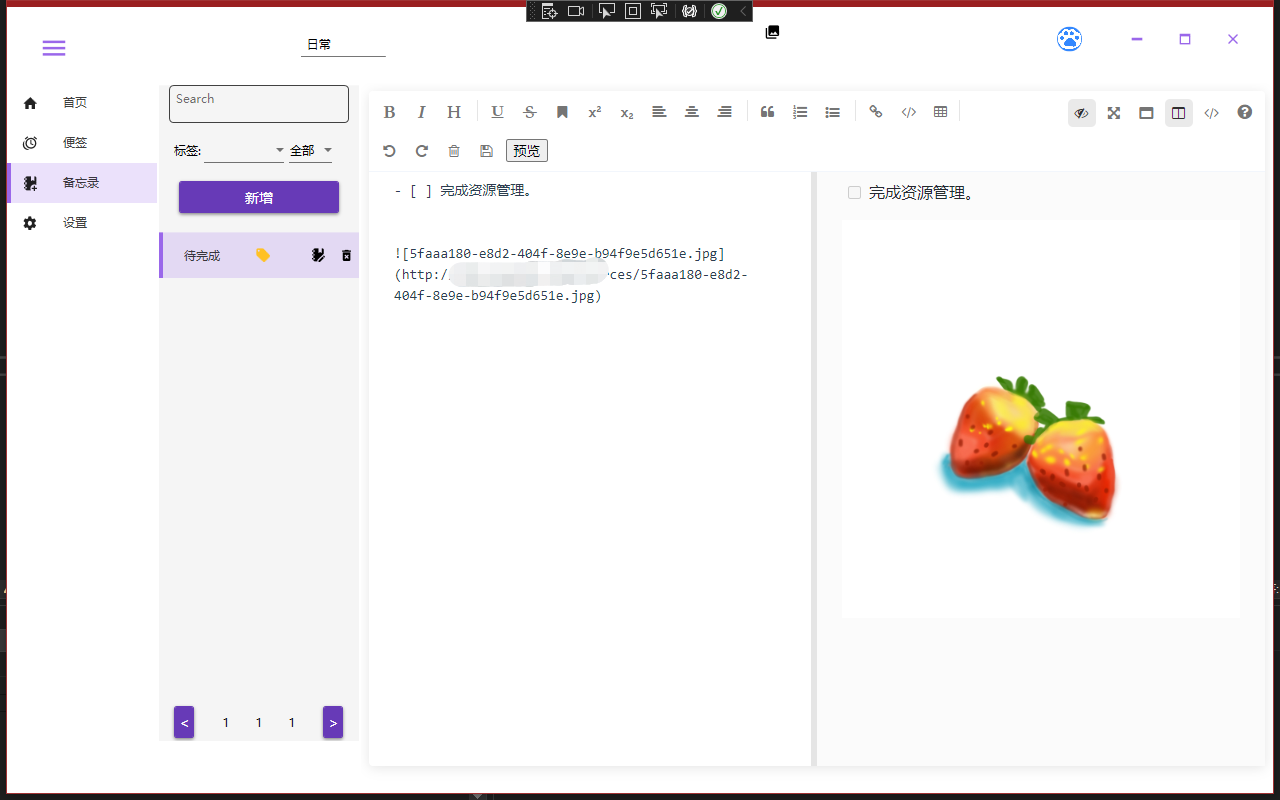 日常
首页
便签
备忘录
设置
Search
标签:
全部
新增
待完成
< 1 1 1 >
B I H U S x² x₂
预览
- [ ] 完成资源管理。
![5faaa180-e8d2-404f-8e9e-b94f9e5d651e.jpg]
(http:/ ces/5faaa180-e8d2-
404f-8e9e-b94f9e5d651e.jpg)
完成资源管理。